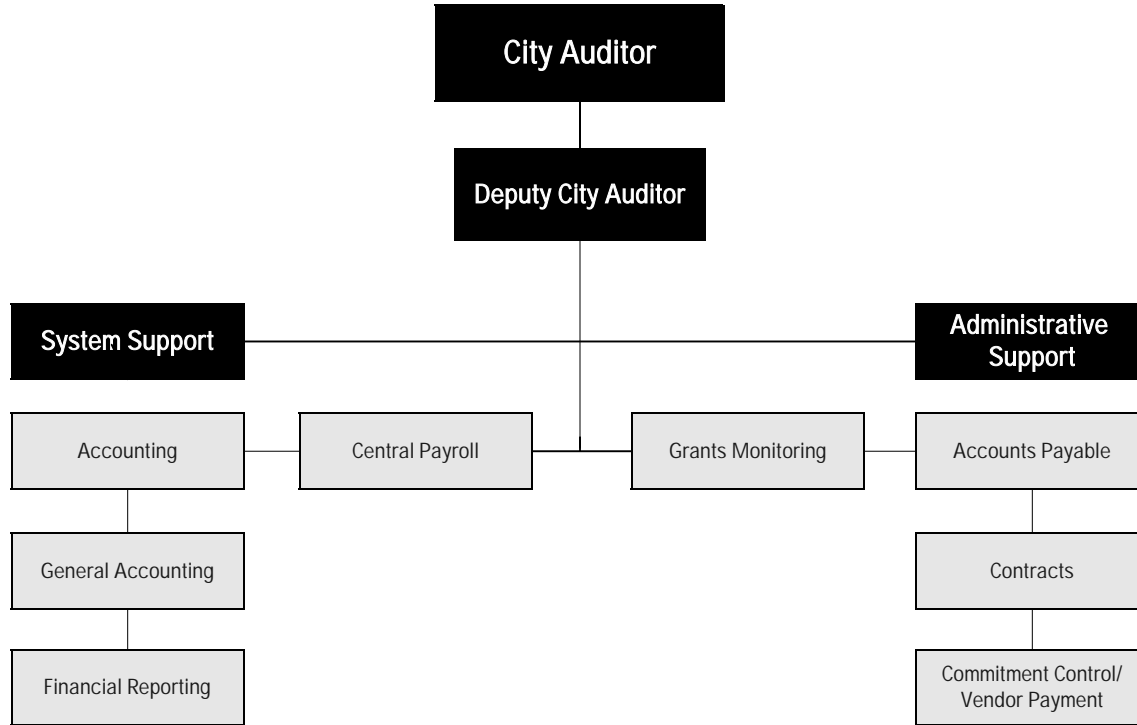 City Auditor
Deputy City Auditor
System Support
Administrative
Support
Accounting
Central Payroll
Grants Monitoring
Accounts Payable
General Accounting
Contracts
Financial Reporting
Commitment Control/
Vendor Payment